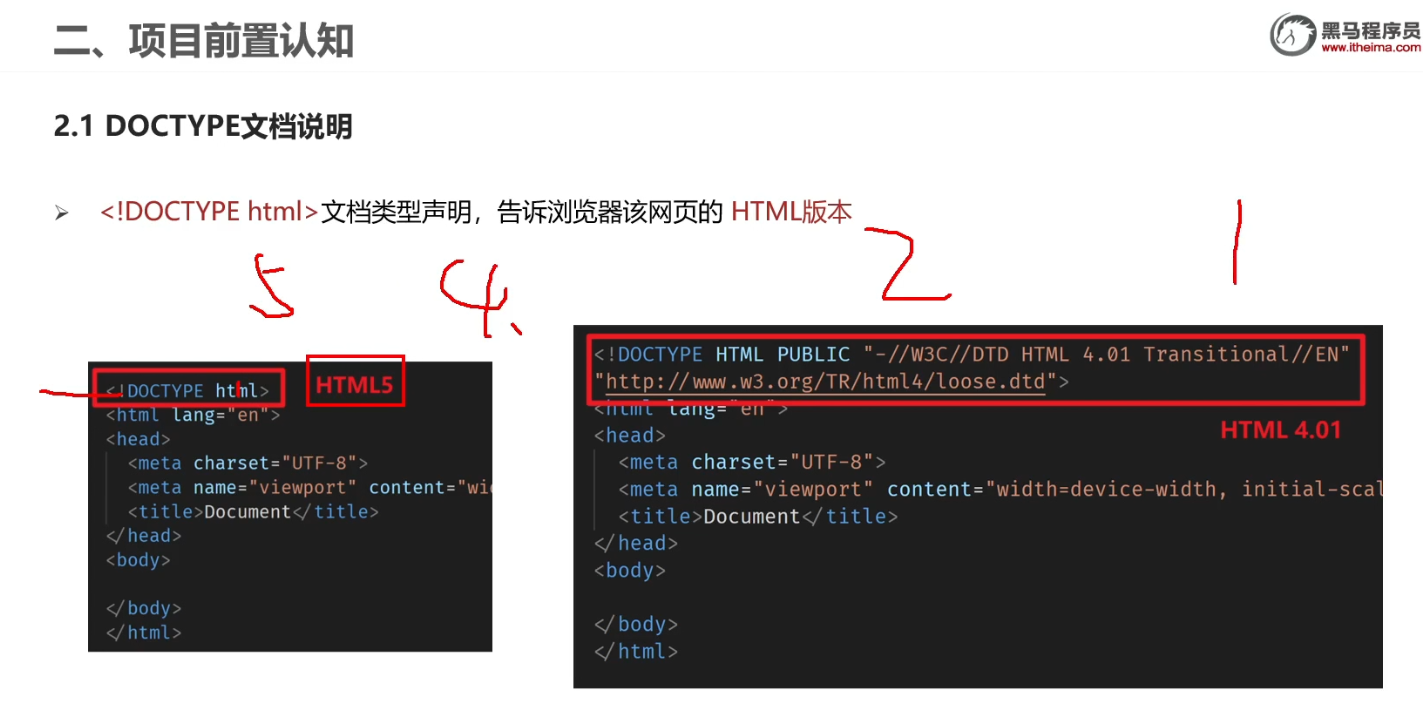 二、项目前置认知
黑马程序员
www.itheima.com
2.1 DOCTYPE文档说明
<!DOCTYPE html>文档类型声明，告诉浏览器该网页的 HTML版本
5 4. 2 1
<!DOCTYPE html>
HTML5
<html lang="en">
<head>
<meta charset="UTF-8">
<meta name="viewport" content="wi
<title>Document</title>
</head>
<body>
</body>
</html>
<!DOCTYPE HTML PUBLIC "-//W3C//DTD HTML 4.01 Transitional//EN"
"http://www.w3.org/TR/html4/loose.dtd">
<html lang="en">
HTML 4.01
<head>
<meta charset="UTF-8">
<meta name="viewport" content="width=device-width, initial-scal
<title>Document</title>
</head>
<body>
</body>
</html>